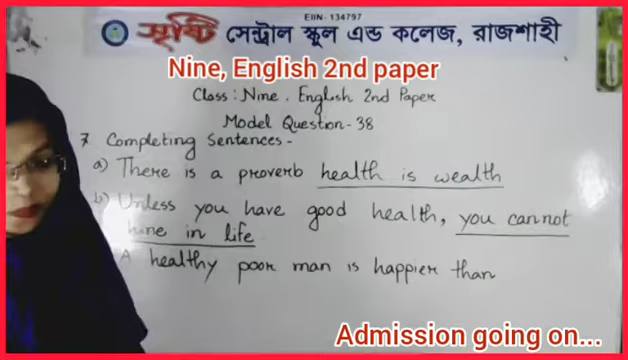 EIIN- 134797
সৃষ্টি সেন্ট্রাল স্কুল এন্ড কলেজ, রাজশাহী
Nine, English 2nd paper
Class : Nine . English 2nd Paper
Model Question - 38
7 Completing Sentences -
a) There is a proverb health is wealth
b) Unless you have good health, you cannot
hine in life
A healthy poor man is happier than
Admission going on...